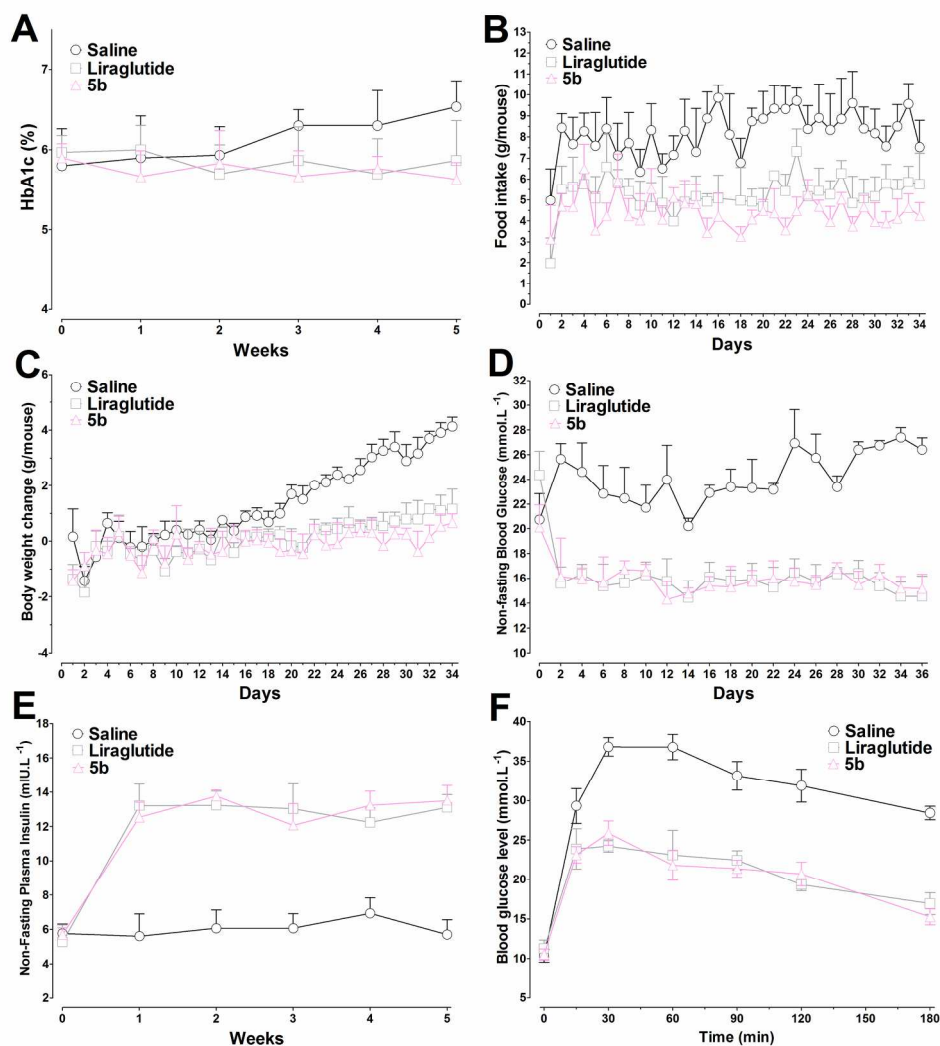 A
Saline
Liraglutide
5b
HbA1c (%)
7
6
5
4
0 1 2 3 4 5
Weeks
B
Saline
Liraglutide
5b
Food intake (g/mouse)
13
12
11
10
9
8
7
6
5
4
3
2
1
0
0 2 4 6 8 10 12 14 16 18 20 22 24 26 28 30 32 34
Days
C
Saline
Liraglutide
5b
Body weight change (g/mouse)
6
4
2
0
-2
-4
0 2 4 6 8 10 12 14 16 18 20 22 24 26 28 30 32 34
Days
D
Saline
Liraglutide
5b
Non-fasting Blood Glucose (mmol.L -1)
32
30
28
26
24
22
20
18
16
14
12
10
0 2 4 6 8 10 12 14 16 18 20 22 24 26 28 30 32 34 36
Days
E
Saline
Liraglutide
5b
Non-Fasting Plasma Insulin (mIU.L -1)
18
16
14
12
10
8
6
4
2
0 1 2 3 4 5
Weeks
F
Saline
Liraglutide
5b
Blood glucose level (mmol.L -1)
40
35
30
25
20
15
10
5
0 30 60 90 120 150 180
Time (min)